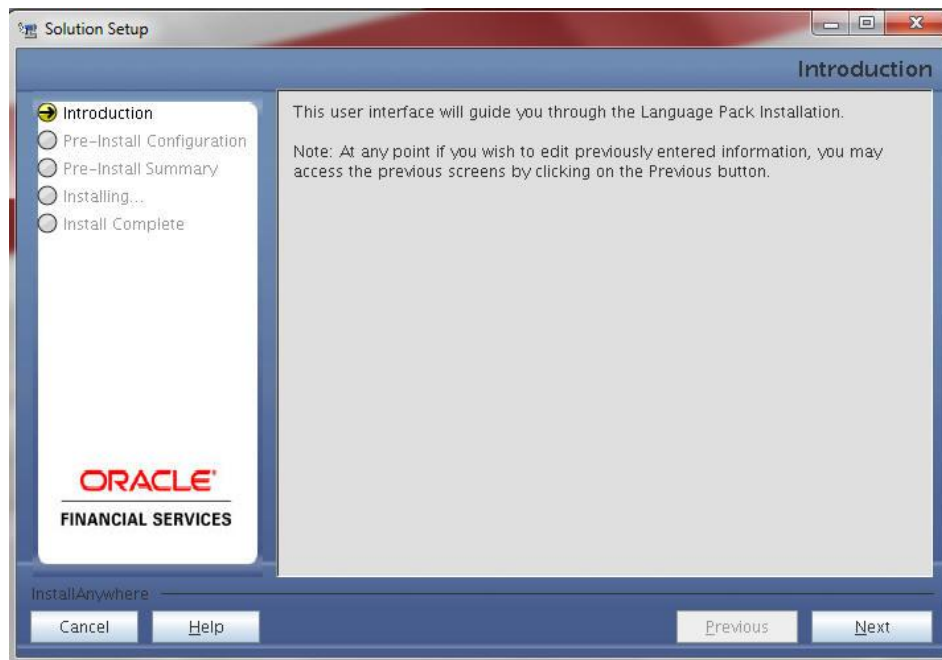 Solution Setup
Introduction
Introduction
Pre-Install Configuration
Pre-Install Summary
Installing...
Install Complete
ORACLE
FINANCIAL SERVICES
This user interface will guide you through the Language Pack Installation.
Note: At any point if you wish to edit previously entered information, you may
access the previous screens by clicking on the Previous button.
InstallAnywhere
Cancel
Help
Previous
Next